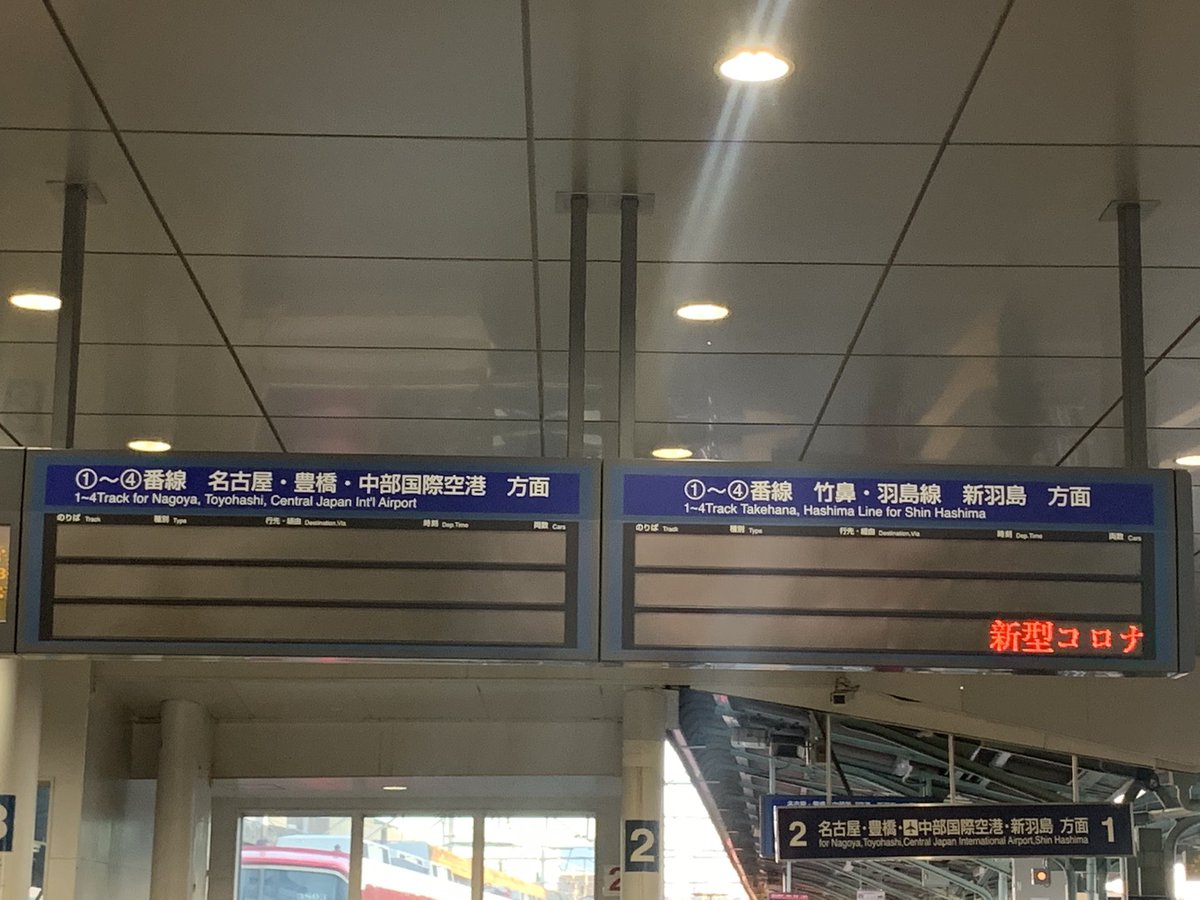 ①～④番線 名古屋・豊橋・中部国際空港 方面
1~4Track for Nagoya, Toyohashi, Central Japan Int'l Airport
のりば Track 種別 Type 行先・経由 Destination,Via 時刻 Dep.Time 両数 Cars
①～④番線 竹鼻・羽島線 新羽島 方面
1~4Track Takehana, Hashima Line for Shin Hashima
のりば Track 種別 Type 行先・経由 Destination,Via 時刻 Dep.Time 両数 Cars
新型コロナ
2 名古屋・豊橋・中部国際空港・新羽島 方面 1
for Nagoya,Toyohashi,Central Japan International Airport,Shin Hashima
2
2
3